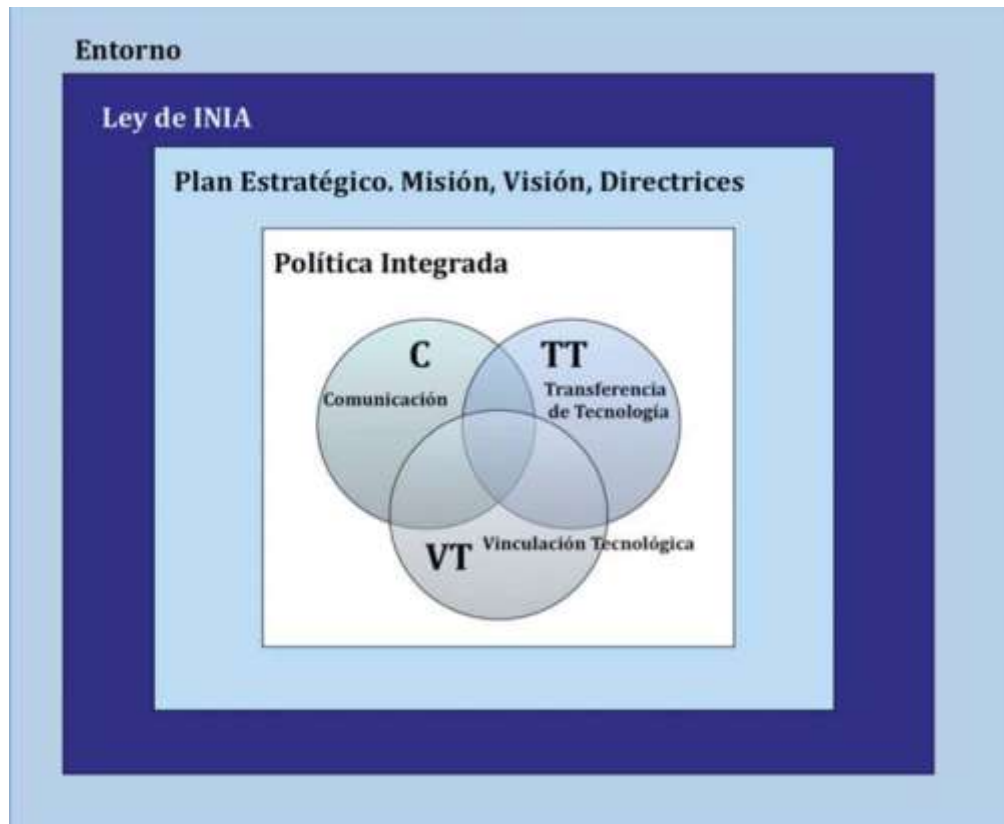 Entorno
Ley de INIA
Plan Estratégico. Misión, Visión, Directrices
Política Integrada
C
Comunicación
TT
Transferencia
de Tecnología
VT
Vinculación Tecnológica